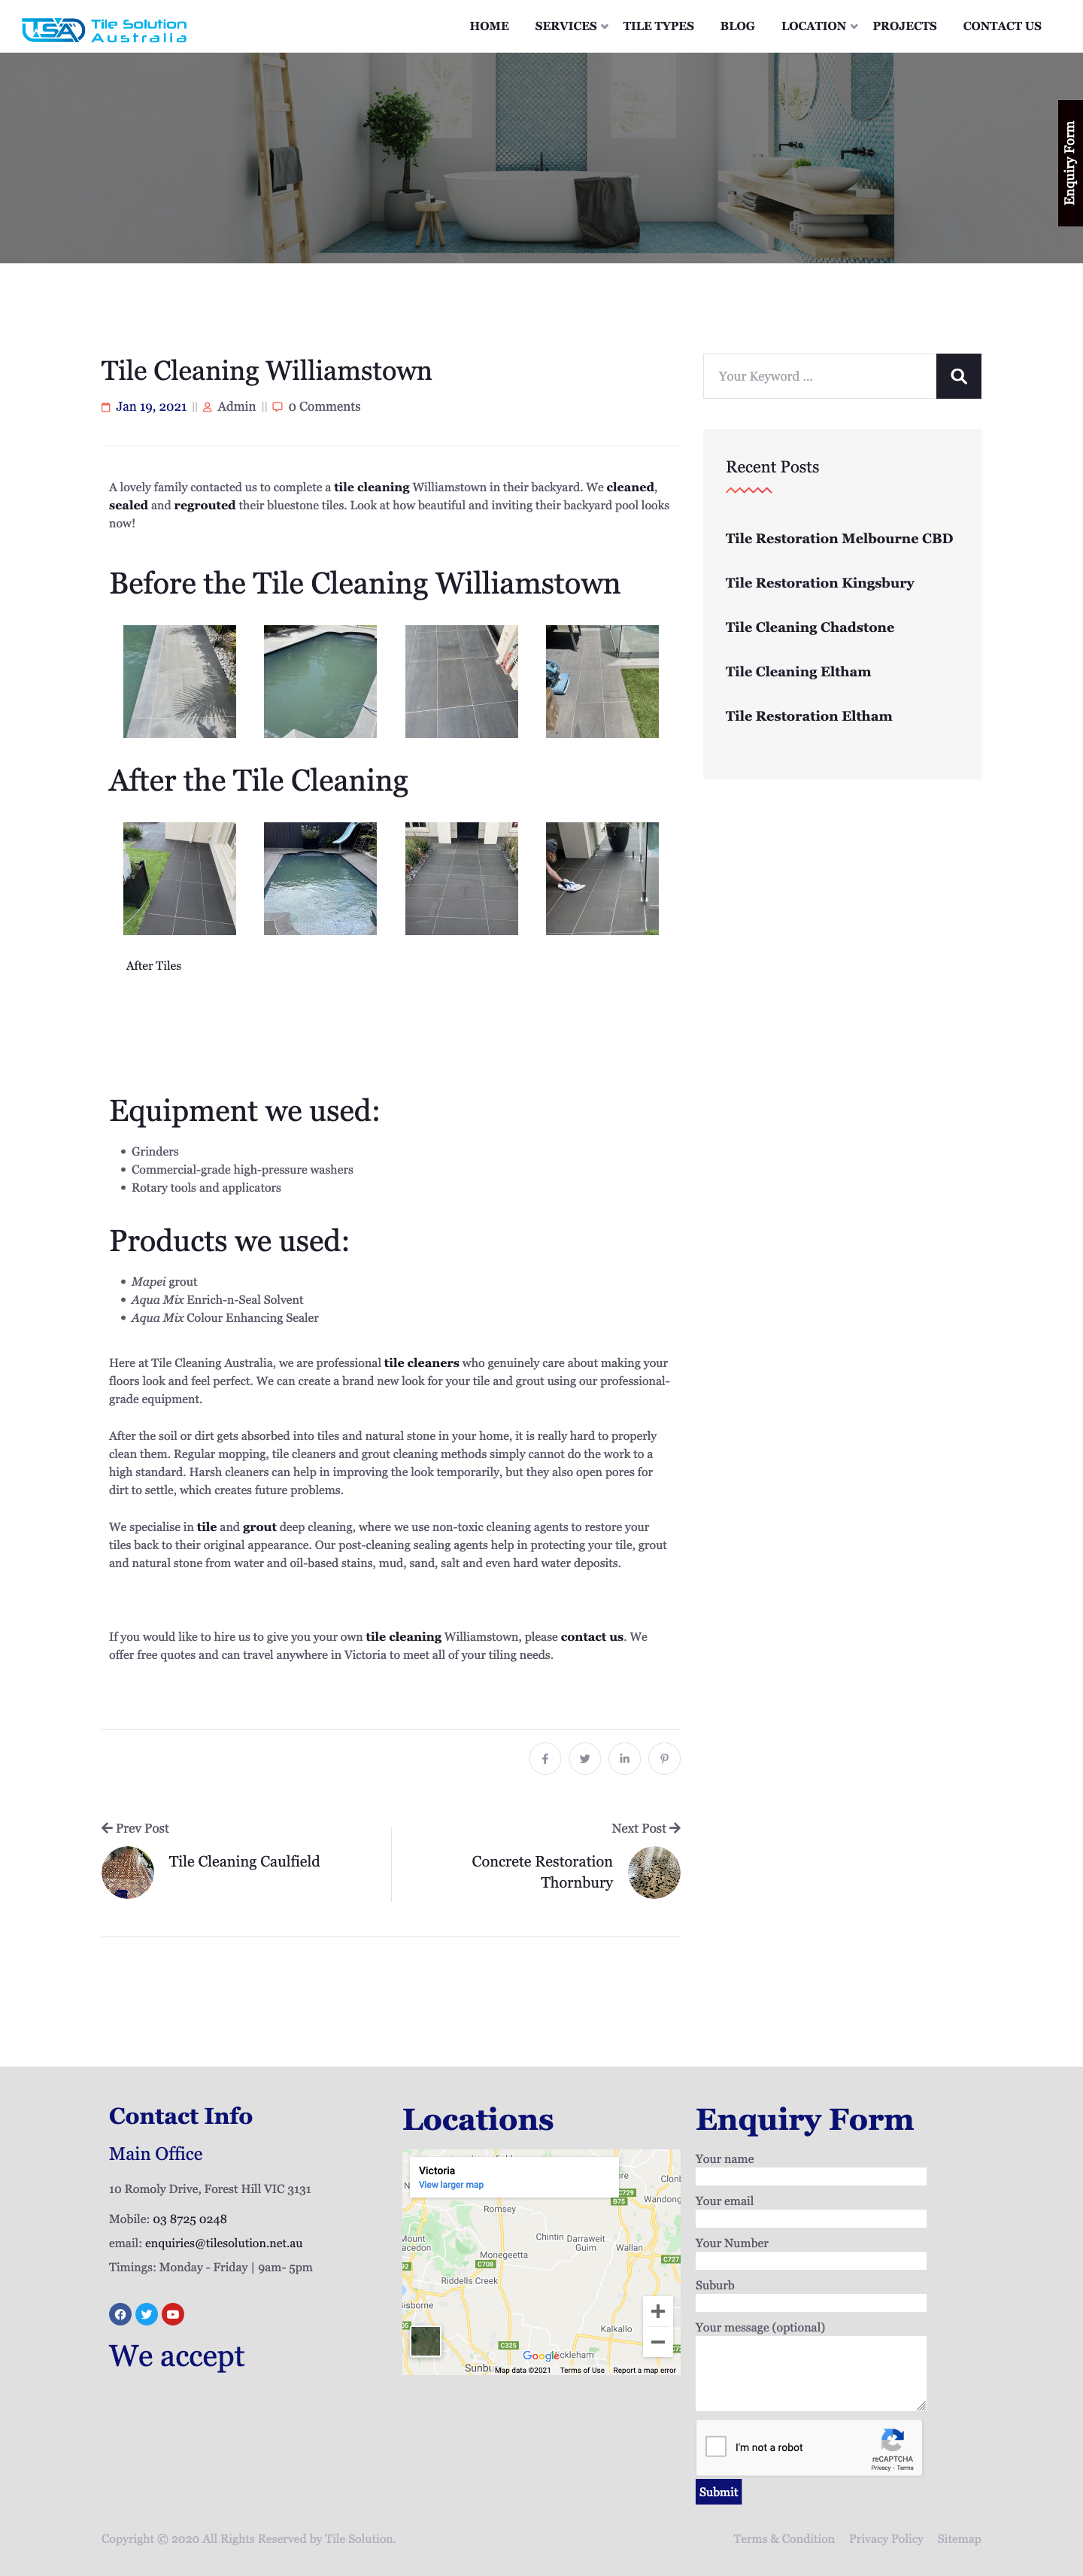 TSA Tile Solution
Australia
HOME SERVICES TILE TYPES BLOG LOCATION PROJECTS CONTACT US
Enquiry Form
Tile Cleaning Williamstown
Jan 19, 2021 || Admin || 0 Comments
Your Keyword ...
Recent Posts
Tile Restoration Melbourne CBD
Tile Restoration Kingsbury
Tile Cleaning Chadstone
Tile Cleaning Eltham
Tile Restoration Eltham
A lovely family contacted us to complete a tile cleaning Williamstown in their backyard. We cleaned,
sealed and regrouted their bluestone tiles. Look at how beautiful and inviting their backyard pool looks
now!
Before the Tile Cleaning Williamstown
After the Tile Cleaning
After Tiles
Equipment we used:
• Grinders
• Commercial-grade high-pressure washers
• Rotary tools and applicators
Products we used:
• Mapei grout
• Aqua Mix Enrich-n-Seal Solvent
• Aqua Mix Colour Enhancing Sealer
Here at Tile Cleaning Australia, we are professional tile cleaners who genuinely care about making your
floors look and feel perfect. We can create a brand new look for your tile and grout using our professional-
grade equipment.
After the soil or dirt gets absorbed into tiles and natural stone in your home, it is really hard to properly
clean them. Regular mopping, tile cleaners and grout cleaning methods simply cannot do the work to a
high standard. Harsh cleaners can help in improving the look temporarily, but they also open pores for
dirt to settle, which creates future problems.
We specialise in tile and grout deep cleaning, where we use non-toxic cleaning agents to restore your
tiles back to their original appearance. Our post-cleaning sealing agents help in protecting your tile, grout
and natural stone from water and oil-based stains, mud, sand, salt and even hard water deposits.
If you would like to hire us to give you your own tile cleaning Williamstown, please contact us. We
offer free quotes and can travel anywhere in Victoria to meet all of your tiling needs.
Prev Post
Tile Cleaning Caulfield
Next Post
Concrete Restoration
Thornbury
Contact Info
Main Office
10 Romoly Drive, Forest Hill VIC 3131
Mobile: 03 8725 0248
email: enquiries@tilesolution.net.au
Timings: Monday - Friday | 9am- 5pm
We accept
Locations
Victoria
View larger map
C729
B75
Wandong
Romsey
Chintin
Darraweit
Guim
Wallan
Monegeetta
C708
C727
Riddells Creek
Kalkallo
C325
Google
Map data ©2021 Terms of Use Report a map error
Enquiry Form
Your name
Your email
Your Number
Suburb
Your message (optional)
I'm not a robot
reCAPTCHA
Privacy - Terms
Submit
Copyright © 2020 All Rights Reserved by Tile Solution.
Terms & Condition Privacy Policy Sitemap